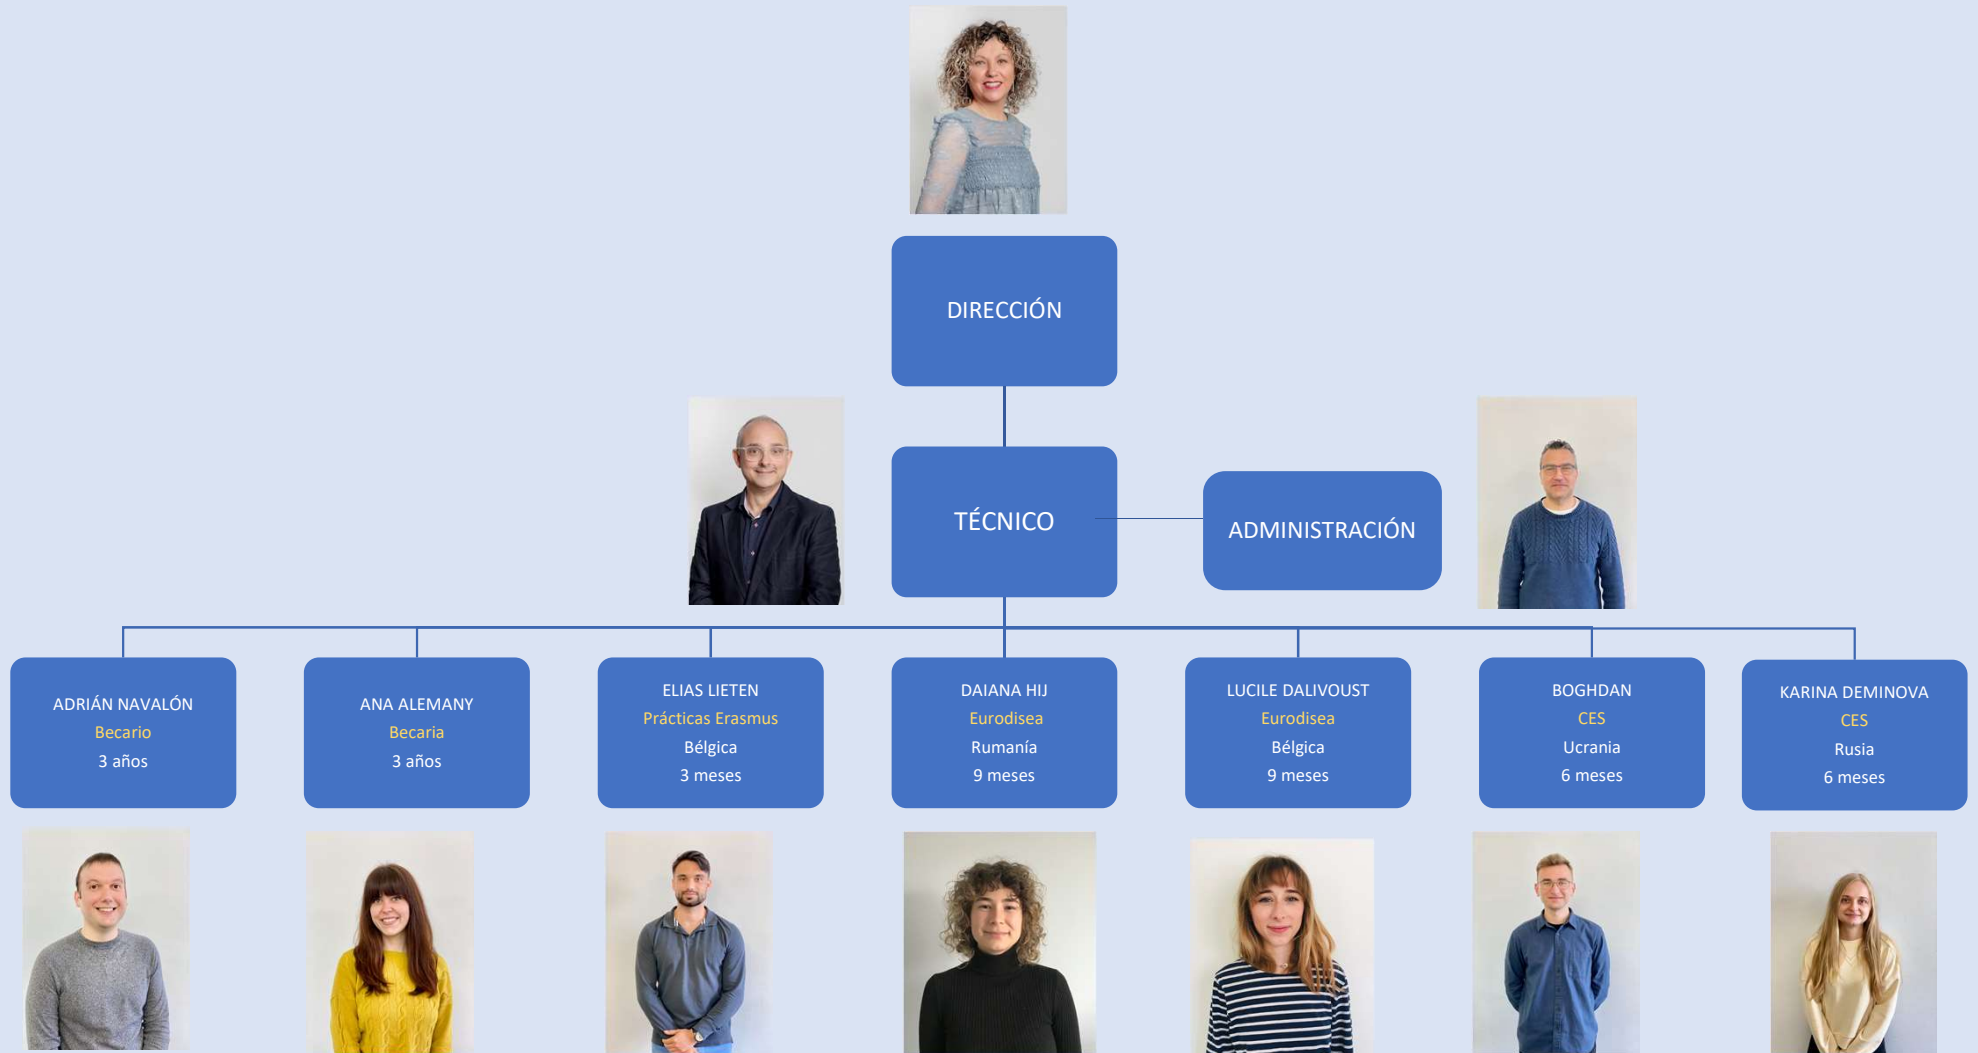 DIRECCIÓN
TÉCNICO
ADMINISTRACIÓN
ADRIÁN NAVALÓN
Becario
3 años
ANA ALEMANY
Becaria
3 años
ELIAS LIETEN
Prácticas Erasmus
Bélgica
3 meses
DAIANA HIJ
Eurodisea
Rumanía
9 meses
LUCILE DALIVOUST
Eurodisea
Bélgica
9 meses
BOGHDAN
CES
Ucrania
6 meses
KARINA DEMINOVA
CES
Rusia
6 meses